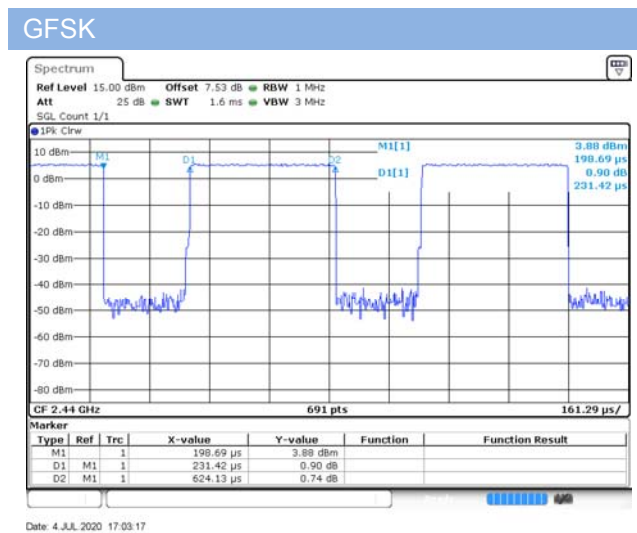 GFSK
Spectrum
Ref Level 15.00 dBm Offset 7.53 dB RBW 1 MHz
Att 25 dB SWT 1.6 ms VBW 3 MHz
SGL Count 1/1
1Pk Clrw
M1[1] 3.88 dBm
198.69 µs
D1[1] 0.90 dB
231.42 µs
M1 D1 D2
10 dBm
0 dBm
-10 dBm
-20 dBm
-30 dBm
-40 dBm
-50 dBm
-60 dBm
-70 dBm
-80 dBm
CF 2.44 GHz 691 pts 161.29 µs/
Marker
Type Ref Trc X-value Y-value Function Function Result
M1 1 198.69 µs 3.88 dBm
D1 M1 1 231.42 µs 0.90 dB
D2 M1 1 624.13 µs 0.74 dB
Date: 4.JUL.2020 17:03:17